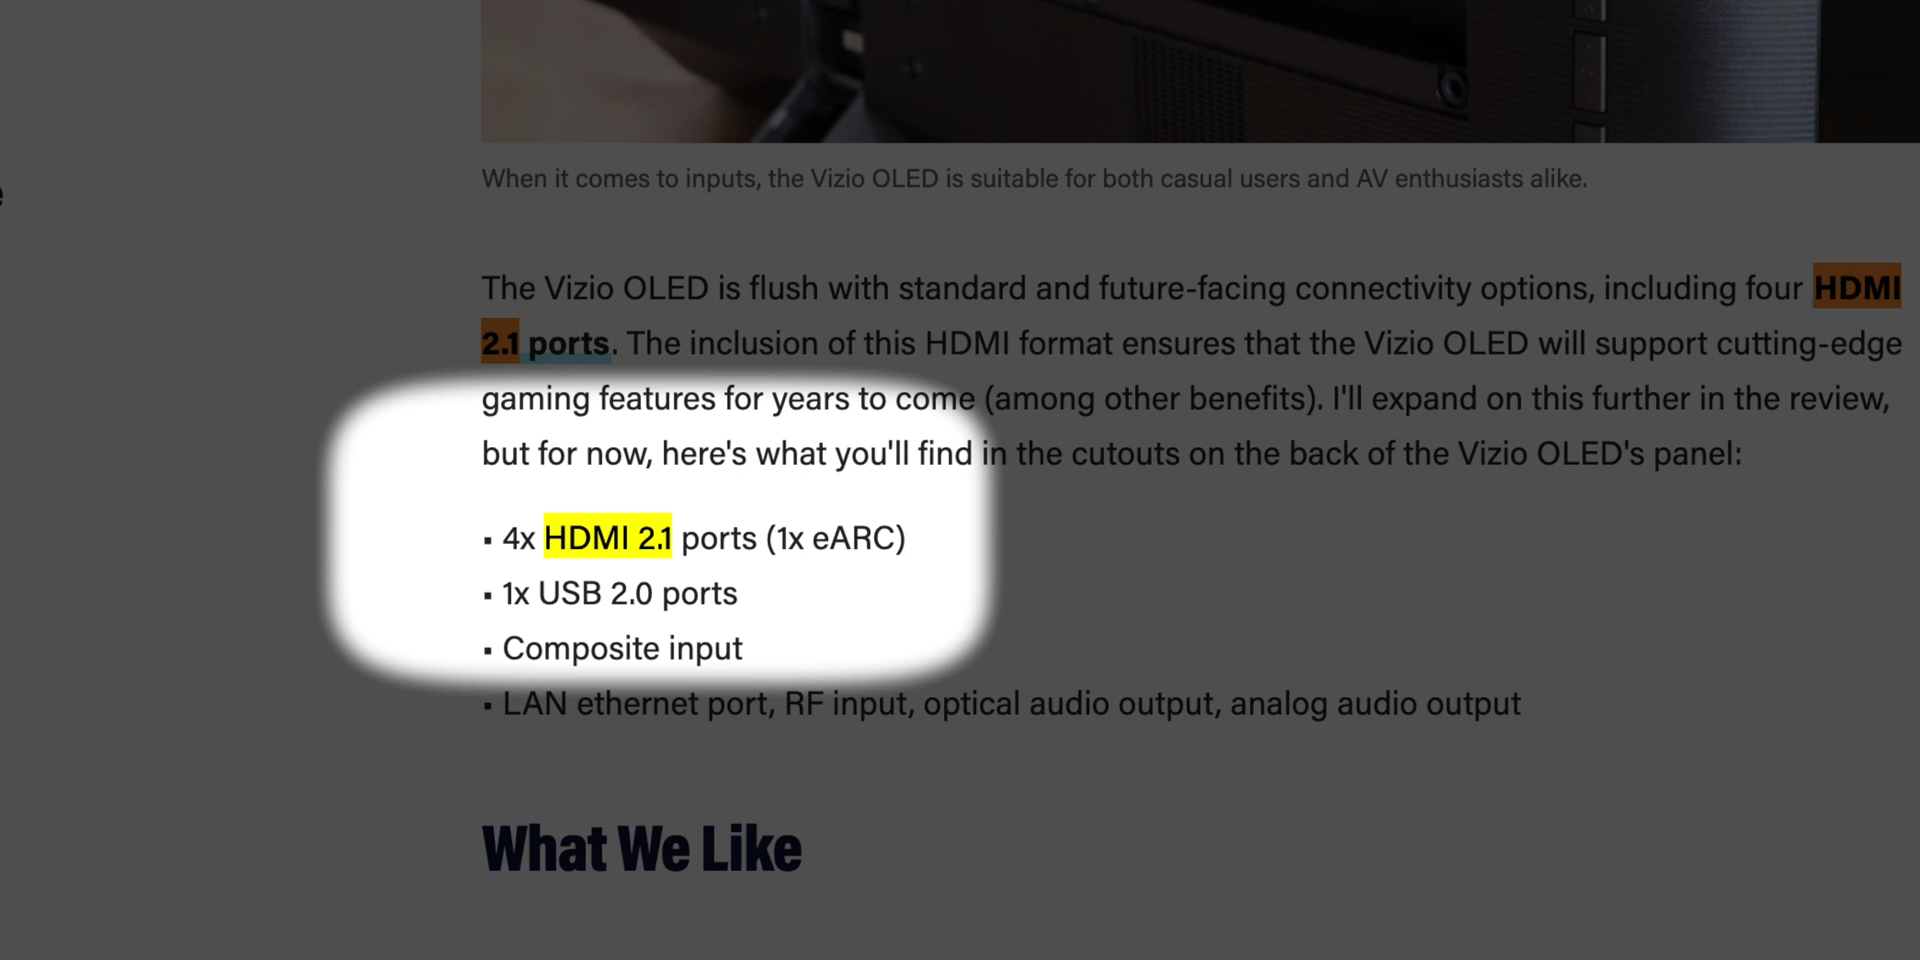 When it comes to inputs, the Vizio OLED is suitable for both casual users and AV enthusiasts alike.
The Vizio OLED is flush with standard and future-facing connectivity options, including four HDMI
2.1 ports. The inclusion of this HDMI format ensures that the Vizio OLED will support cutting-edge
gaming features for years to come (among other benefits). I'll expand on this further in the review,
but for now, here's what you'll find in the cutouts on the back of the Vizio OLED's panel:
▪ 4x HDMI 2.1 ports (1x eARC)
▪ 1x USB 2.0 ports
▪ Composite input
▪ LAN ethernet port, RF input, optical audio output, analog audio output
What We Like